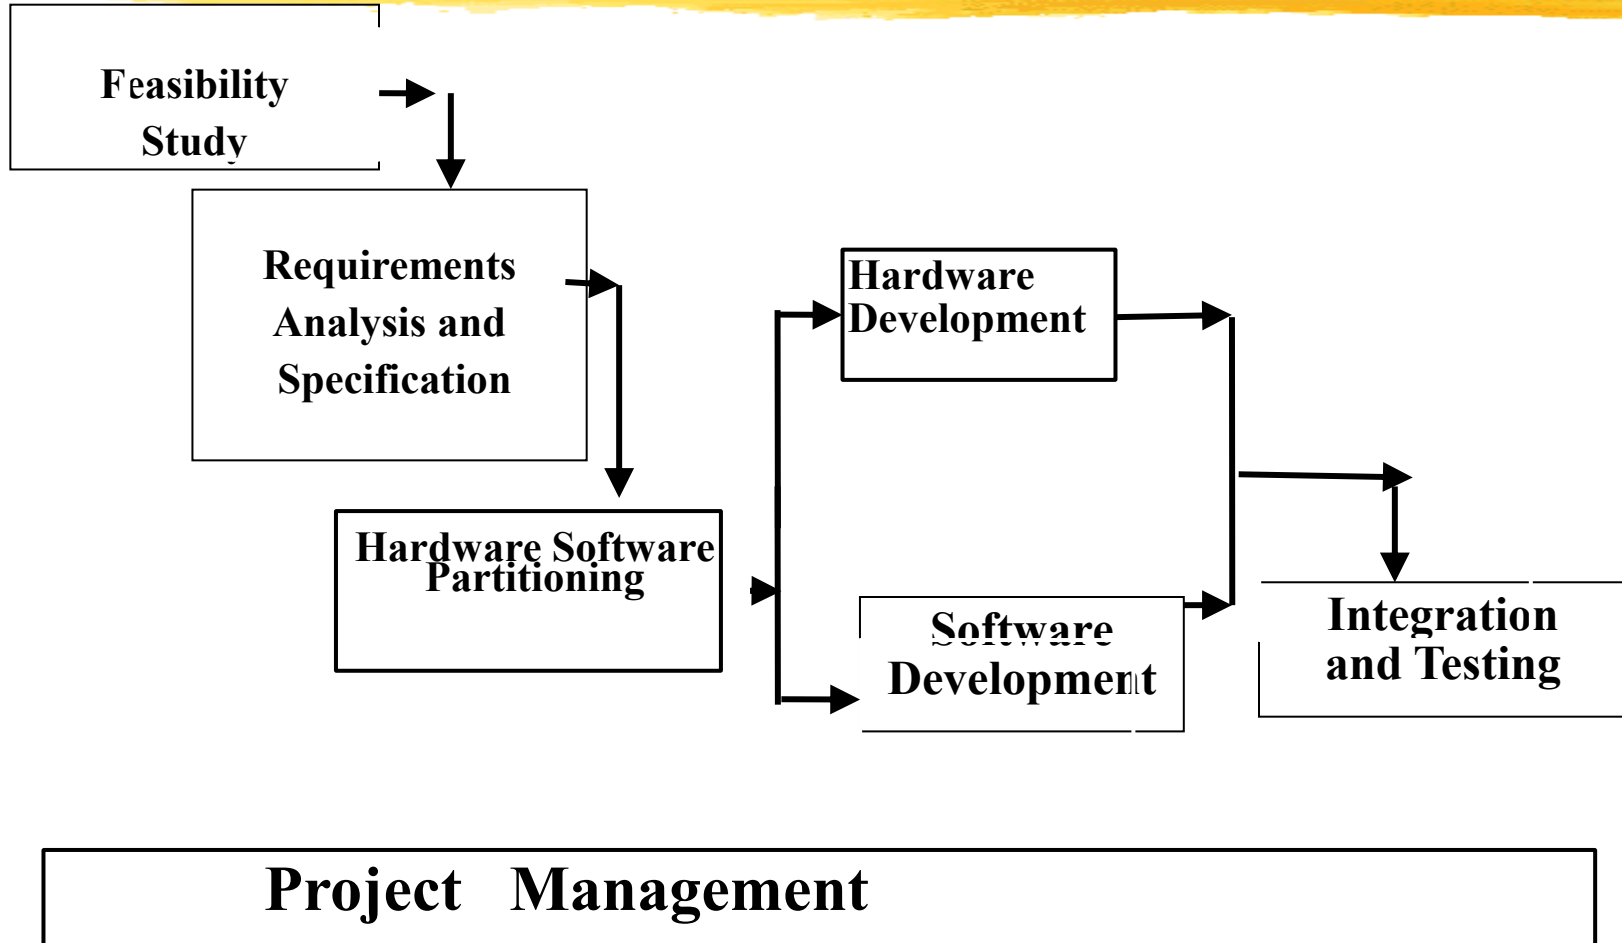 Feasibility
Study
Requirements
Analysis and
Specification
Hardware
Development
Hardware Software
Partitioning
Software
Development
Integration
and Testing
Project Management